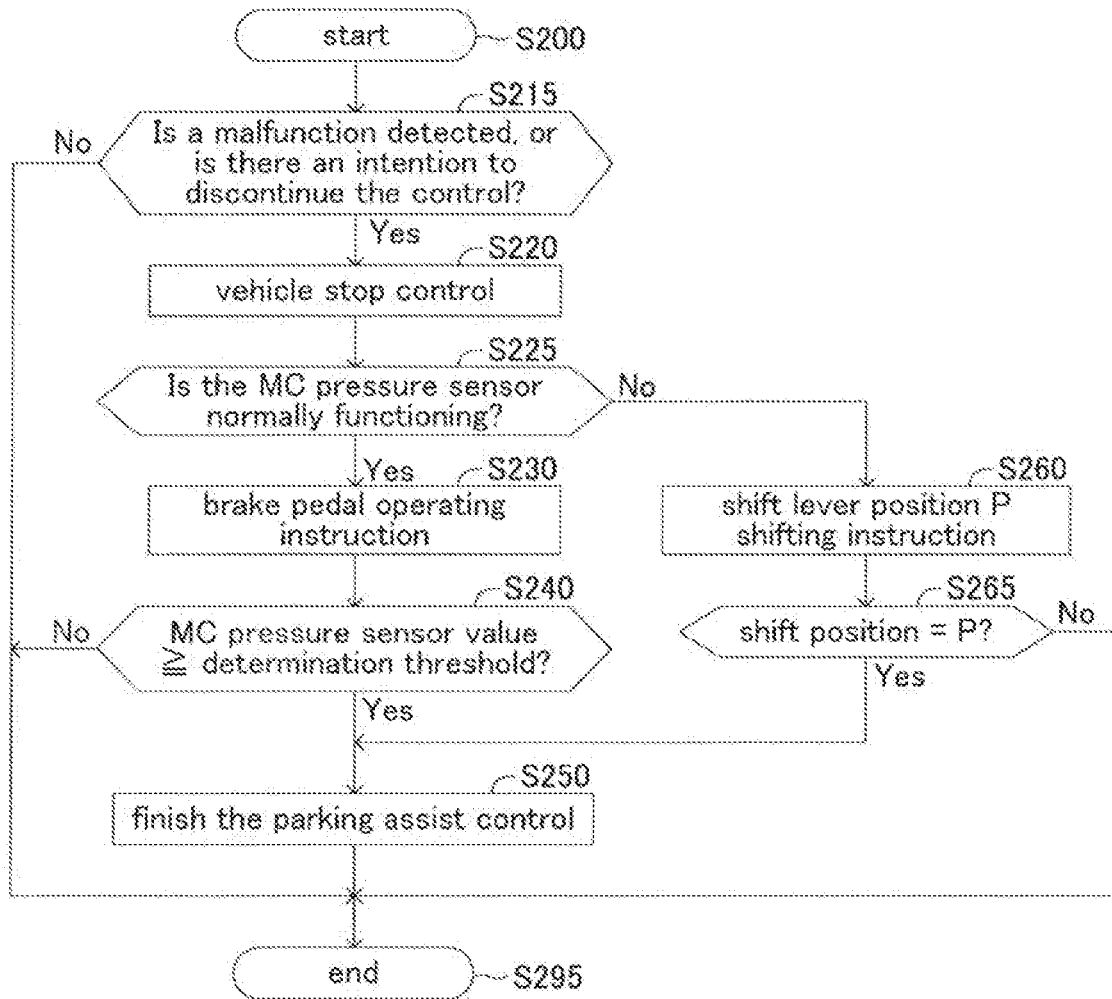 start
S200
S215
No
Is a malfunction detected, or
is there an intention to
discontinue the control?
Yes
S220
vehicle stop control
S225
Is the MC pressure sensor
normally functioning?
No
Yes
S230
brake pedal operating
instruction
S260
shift lever position P
shifting instruction
S240
No
MC pressure sensor value
≧ determination threshold?
S265
shift position = P?
No
Yes
Yes
S250
finish the parking assist control
end
S295